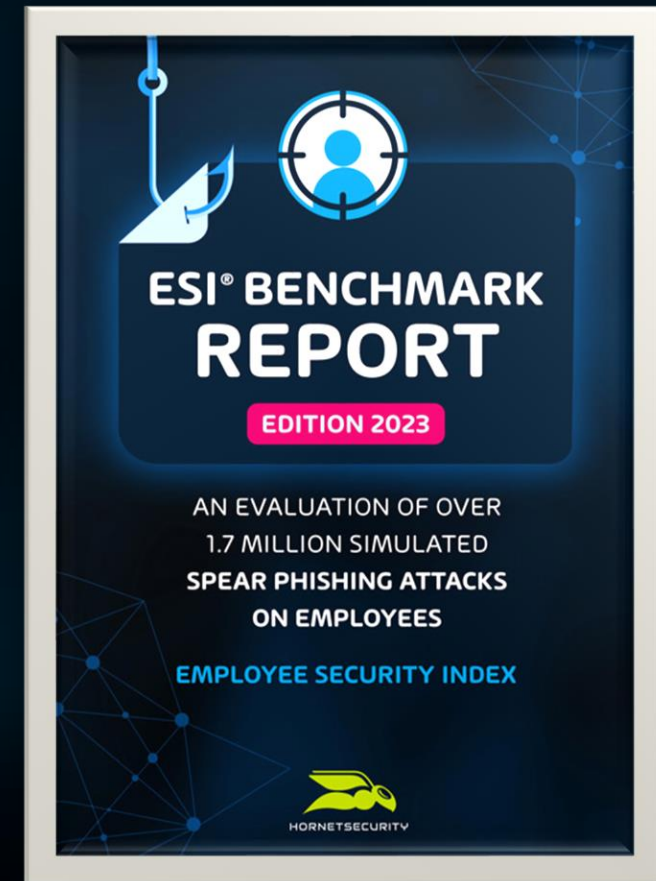 ESI® BENCHMARK
REPORT
EDITION 2023
AN EVALUATION OF OVER
1.7 MILLION SIMULATED
SPEAR PHISHING ATTACKS
ON EMPLOYEES
EMPLOYEE SECURITY INDEX
HORNETSECURITY